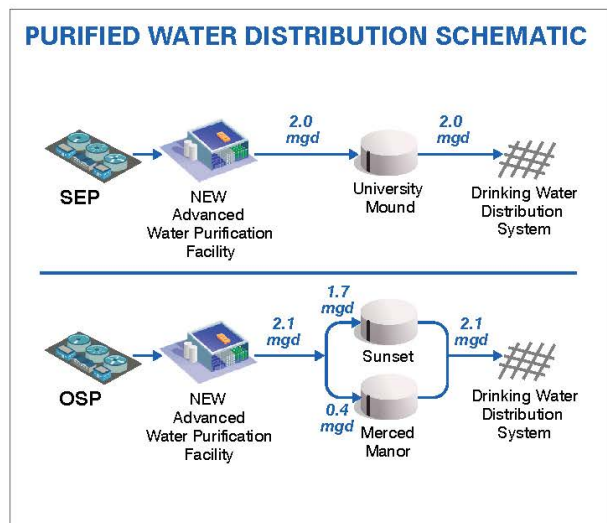 PURIFIED WATER DISTRIBUTION SCHEMATIC
2.0
mgd
2.0
mgd
SEP
NEW
Advanced
Water Purification
Facility
University
Mound
Drinking Water
Distribution
System
1.7
mgd
2.1
mgd
2.1
mgd
Sunset
OSP
NEW
Advanced
Water Purification
Facility
0.4
mgd
Merced
Manor
Drinking Water
Distribution
System